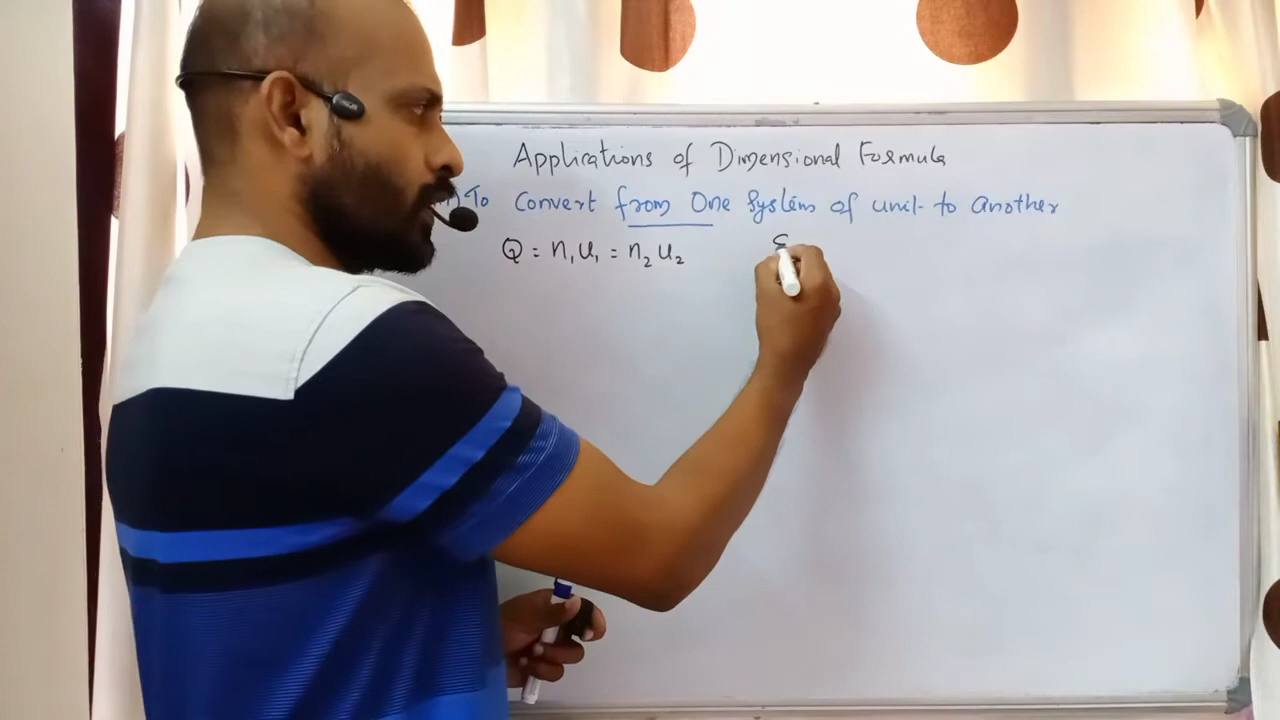 Applications of Dimensional Formula
To Convert from One System of unit to another
Q = n₁u₁ = n₂u₂